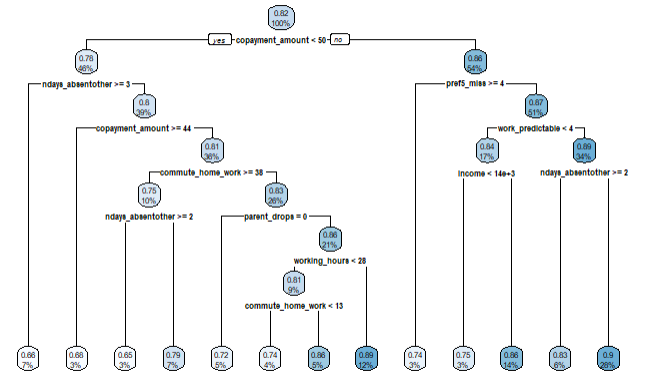 0.82
100%
yes copayment_amount < 50 no
0.78
46%
0.86
54%
ndays_absentother >= 3
pref5_miss >= 4
0.8
39%
0.87
51%
copayment_amount >= 44
work_predictable < 4
0.81
36%
0.84
17%
0.89
34%
commute_home_work >= 38
income < 14e+3
ndays_absentother >= 2
0.75
10%
0.83
26%
ndays_absentother >= 2
parent_drops = 0
0.86
21%
working_hours < 28
0.81
9%
commute_home_work < 13
0.66 0.68 0.65 0.79 0.72 0.74 0.86 0.89 0.74 0.75 0.86 0.83 0.9
7% 3% 3% 7% 5% 4% 5% 12% 3% 3% 14% 6% 28%